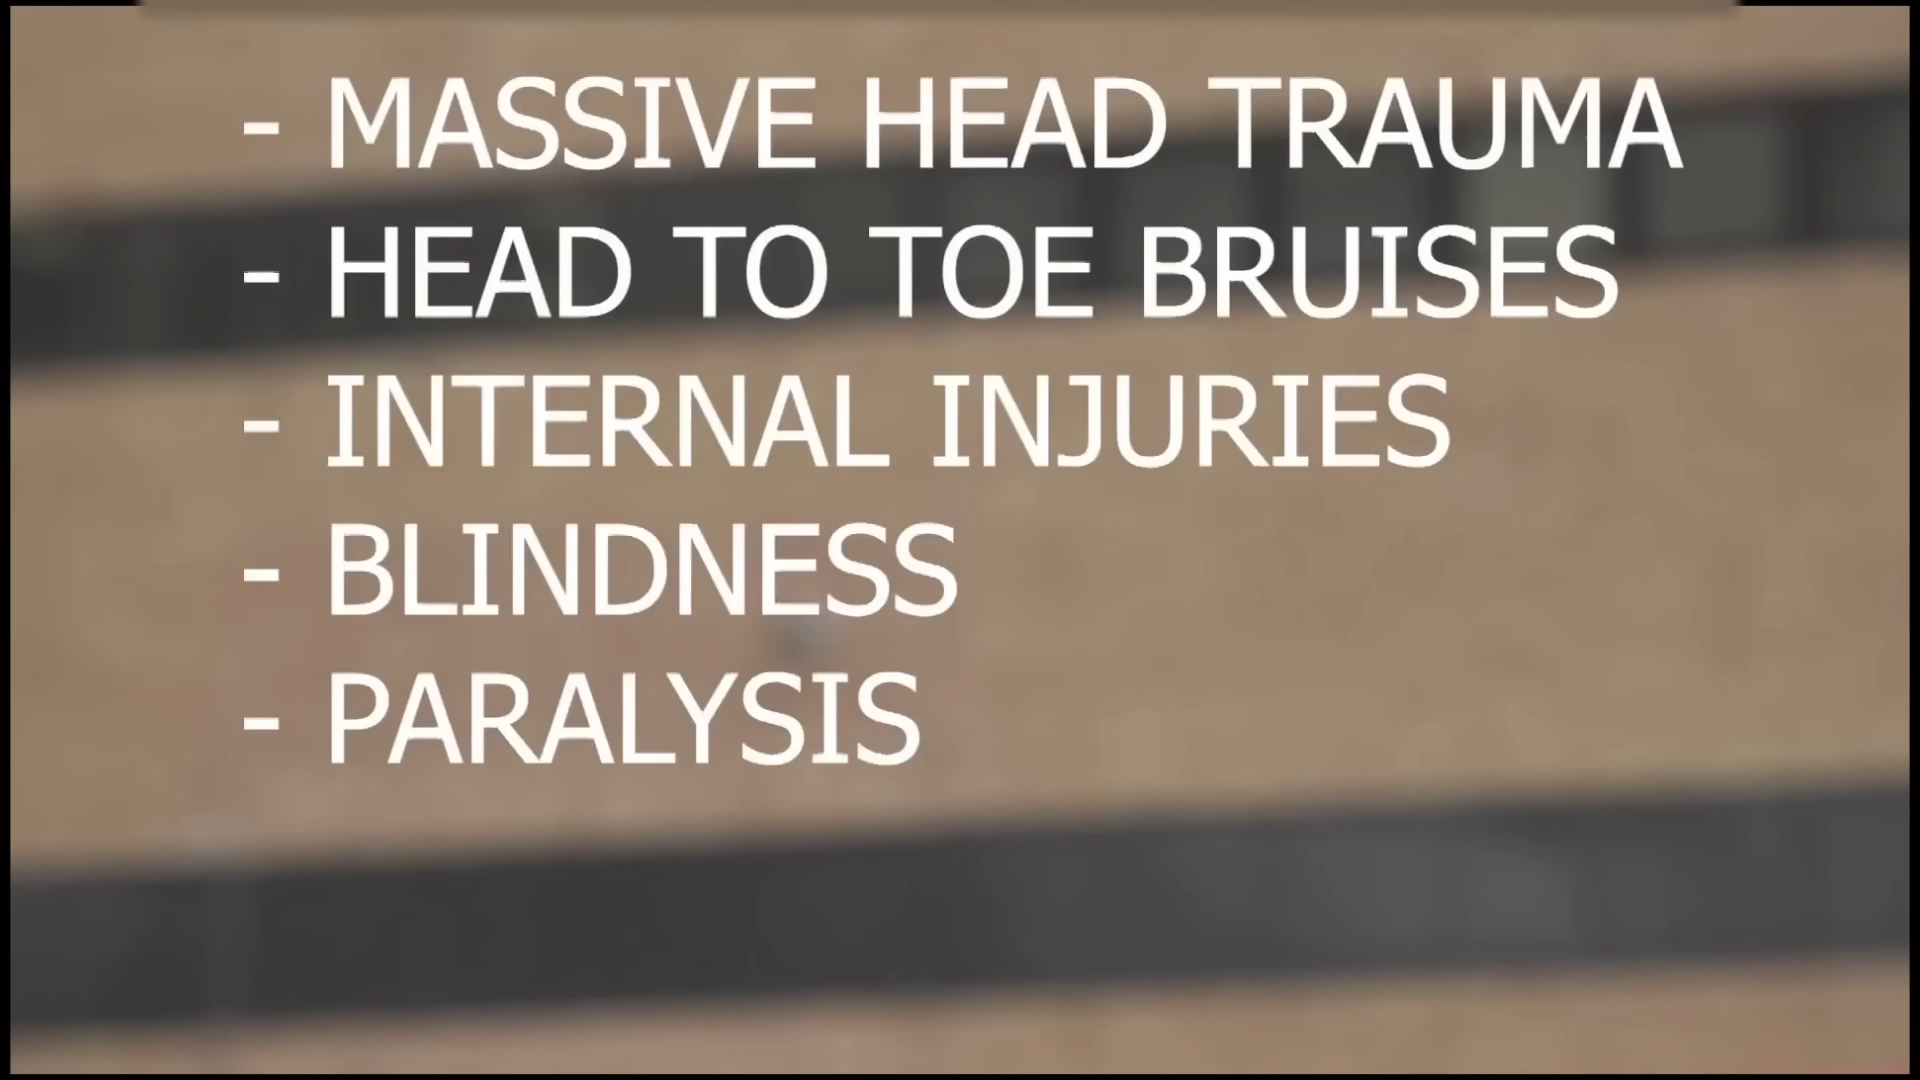 - MASSIVE HEAD TRAUMA
- HEAD TO TOE BRUISES
- INTERNAL INJURIES
- BLINDNESS
- PARALYSIS